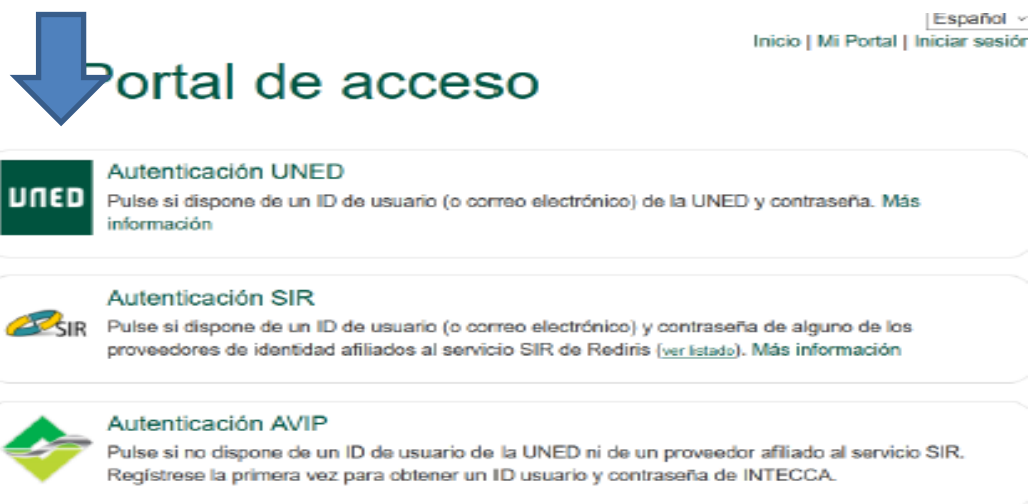 Español
Inicio | Mi Portal | Iniciar sesión
Portal de acceso
Autenticación UNED
UNED
Pulse si dispone de un ID de usuario (o correo electrónico) de la UNED y contraseña. Más
información
Autenticación SIR
SIR
Pulse si dispone de un ID de usuario (o correo electrónico) y contraseña de alguno de los
proveedores de identidad afiliados al servicio SIR de Rediris (ver listado). Más información
Autenticación AVIP
Pulse si no dispone de un ID de usuario de la UNED ni de un proveedor afiliado al servicio SIR.
Regístrese la primera vez para obtener un ID usuario y contraseña de INTECCA.